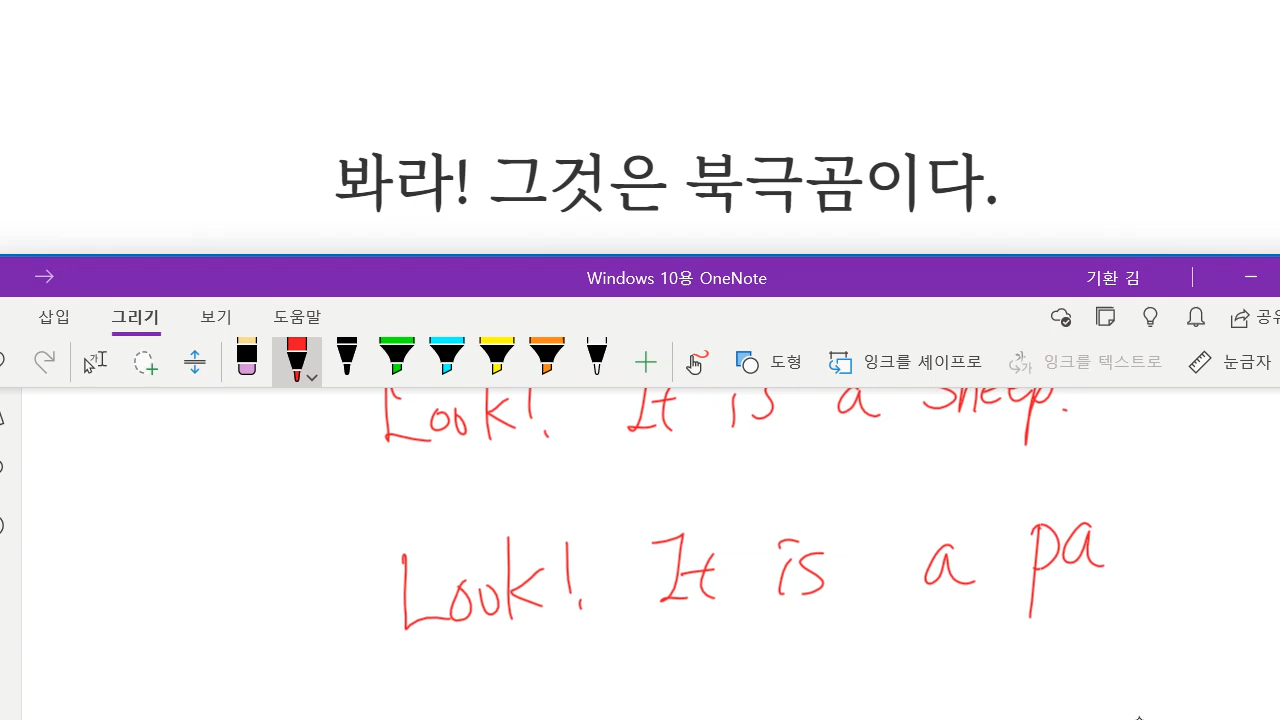 봐라! 그것은 북극곰이다.
Windows 10용 OneNote 기환 김
삽입 그리기 보기 도움말 공유
도형 잉크를 셰이프로 잉크를 텍스트로 눈금자
Look! It is a sheep.
Look! It is a pa